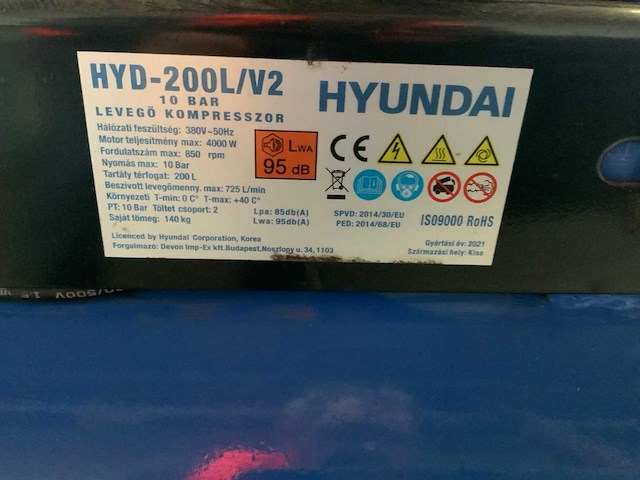 HYD-200L/V2
10 BAR
LEVEGŐ KOMPRESSZOR
HYUNDAI
Hálózati feszültség: 380V~50Hz
Motor teljesítmény max: 4000 W
Fordulatszám max: 850 rpm
Nyomás max: 10 Bar
Tartály térfogat: 200 L
Beszívott levegőmenny. max: 725 L/min
Környezeti T-min: 0 C° T-max: +40 C°
PT: 10 Bar Töltet csoport: 2
Saját tömeg: 140 kg
Lpa: 85db(A)
Lwa: 95db(A)
LWA
95 dB
CE
SPVD: 2014/30/EU
PED: 2014/68/EU
IS09000 RoHS
Licenced by Hyundai Corporation, Korea
Forgalmazó: Devon Imp-Ex kft.Budapest,Noszlopy u. 34, 1103
Gyártási év: 2021
Származási hely: Kína
/500V